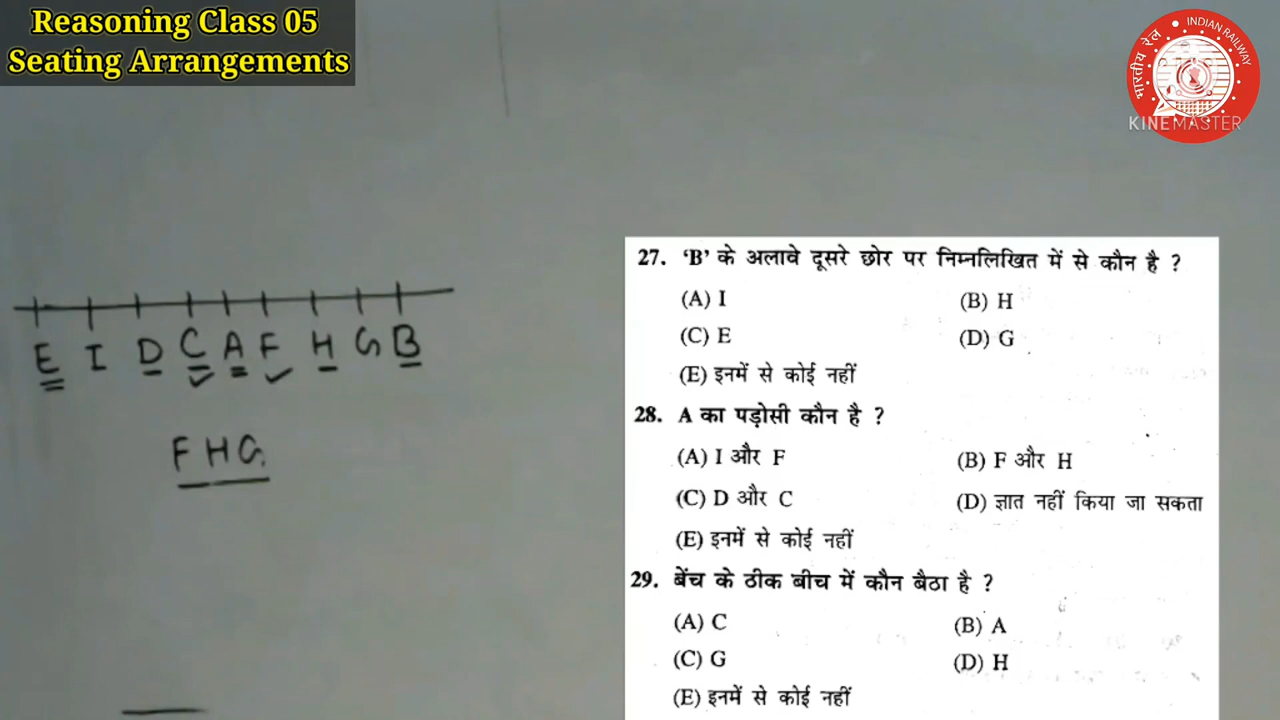 Reasoning Class 05
Seating Arrangements
भारतीय रेल • INDIAN RAILWAY
KINEMASTER
E I D C A F H G B
F H G
27. ‘B’ के अलावे दूसरे छोर पर निम्नलिखित में से कौन है ?
(A) I (B) H
(C) E (D) G
(E) इनमें से कोई नहीं
28. A का पड़ोसी कौन है ?
(A) I और F (B) F और H
(C) D और C (D) ज्ञात नहीं किया जा सकता
(E) इनमें से कोई नहीं
29. बेंच के ठीक बीच में कौन बैठा है ?
(A) C (B) A
(C) G (D) H
(E) इनमें से कोई नहीं